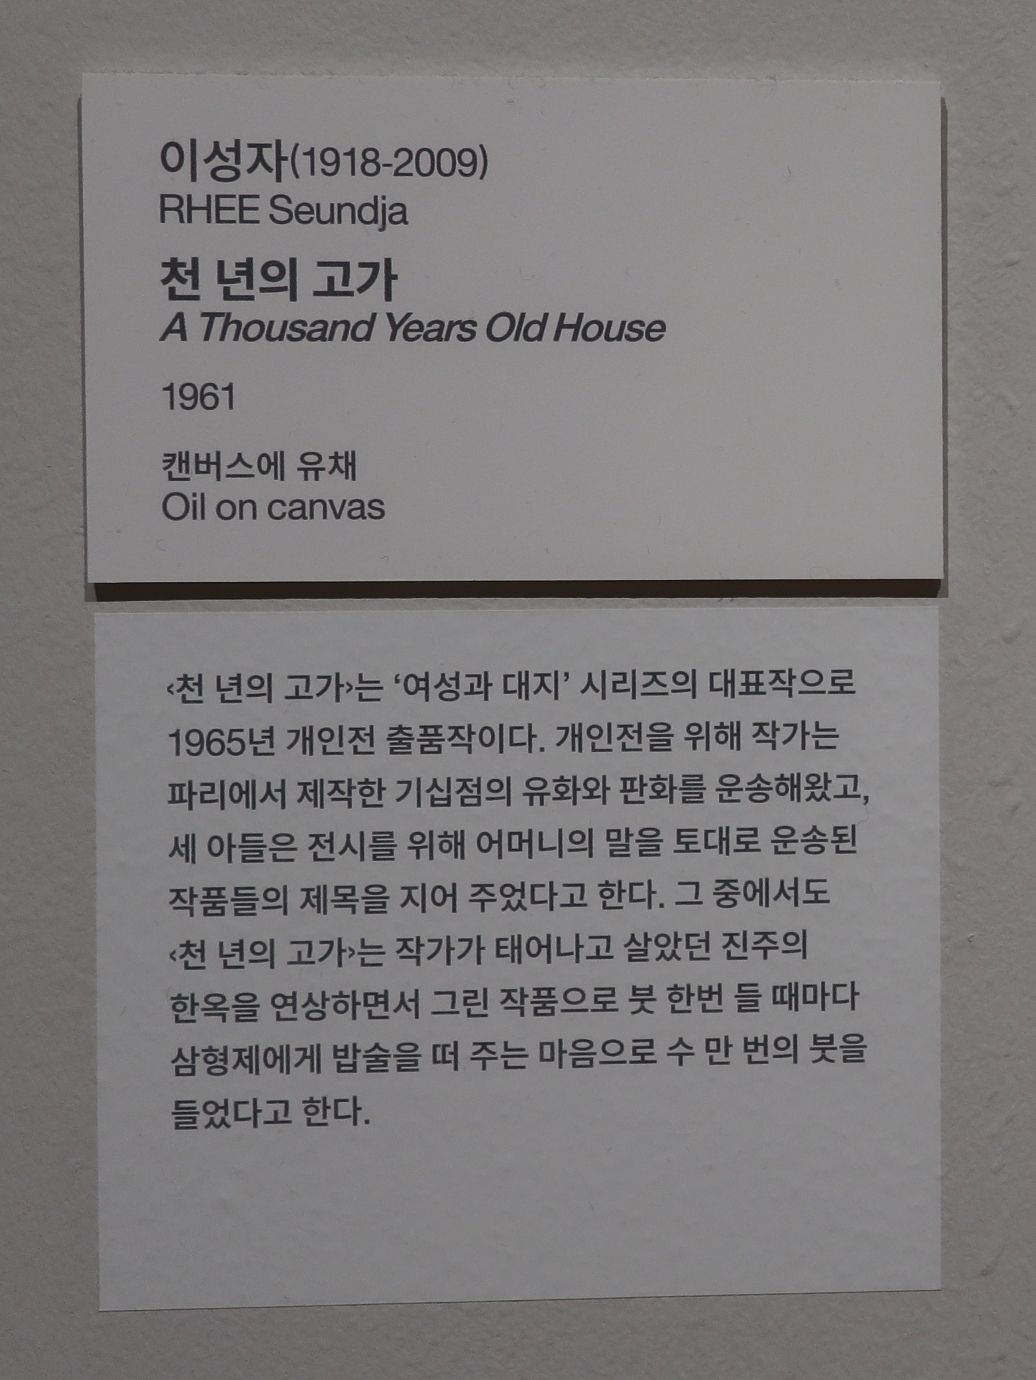 이성자(1918-2009)
RHEE Seundja
천 년의 고가
A Thousand Years Old House
1961
캔버스에 유채
Oil on canvas
‹천 년의 고가›는 ‘여성과 대지’ 시리즈의 대표작으로
1965년 개인전 출품작이다. 개인전을 위해 작가는
파리에서 제작한 기십점의 유화와 판화를 운송해왔고,
세 아들은 전시를 위해 어머니의 말을 토대로 운송된
작품들의 제목을 지어 주었다고 한다. 그 중에서도
‹천 년의 고가›는 작가가 태어나고 살았던 진주의
한옥을 연상하면서 그린 작품으로 붓 한번 들 때마다
삼형제에게 밥술을 떠 주는 마음으로 수 만 번의 붓을
들었다고 한다.